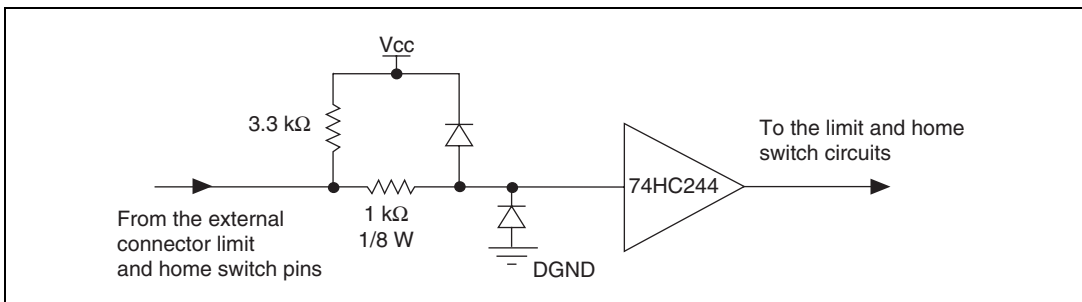 Vcc
3.3 kΩ
To the limit and home
switch circuits
74HC244
From the external
connector limit
and home switch pins
1 kΩ
1/8 W
DGND